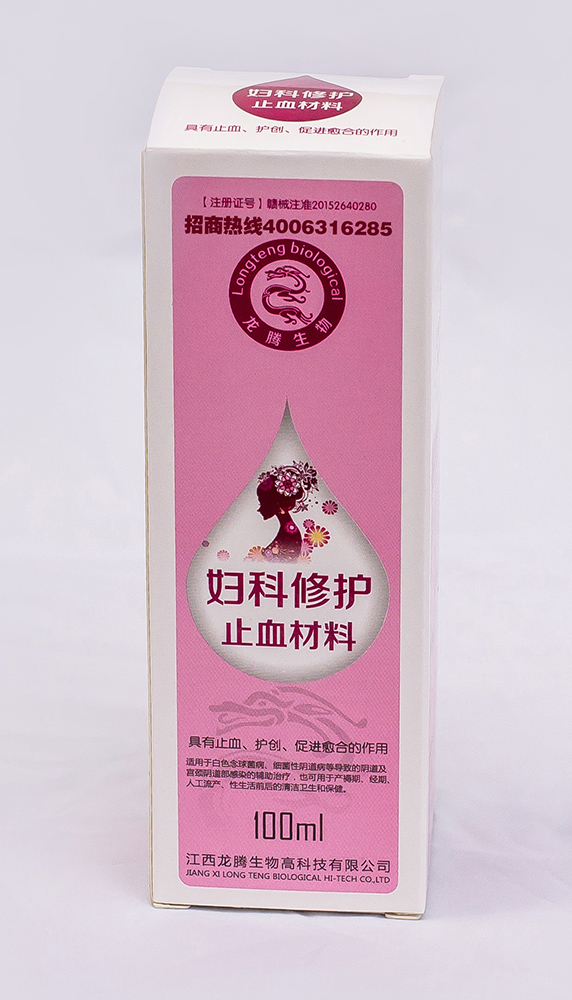 妇科修护
止血材料
具有止血、护创、促进愈合的作用
【注册证号】赣械注准20152640280
招商热线4006316285
Longteng biological
龙腾生物
妇科修护
止血材料
具有止血、护创、促进愈合的作用
适用于白色念球菌病、细菌性阴道病等导致的阴道及
宫颈阴道部感染的辅助治疗，也可用于产褥期、经期、
人工流产、性生活前后的清洁卫生和保健。
100ml
江西龙腾生物高科技有限公司
JIANG XI LONG TENG BIOLOGICAL HI-TECH CO.,LTD